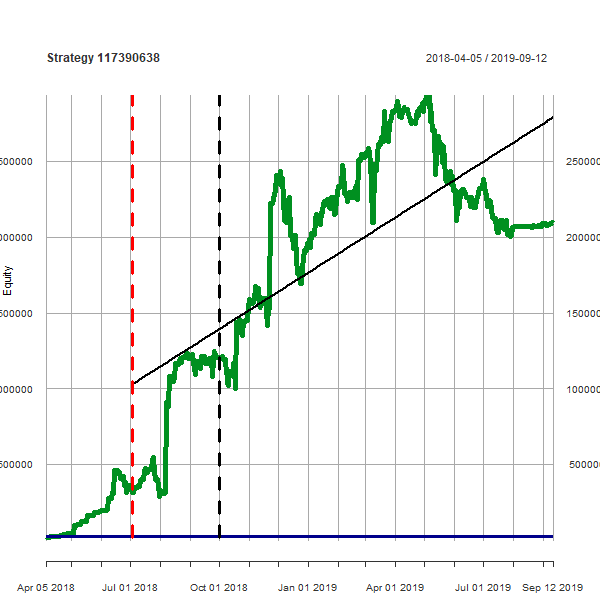 Strategy 117390638
2018-04-05 / 2019-09-12
Equity
500000
000000
500000
000000
500000
250000
200000
150000
100000
500000
Apr 05 2018
Jul 01 2018
Oct 01 2018
Jan 01 2019
Apr 01 2019
Jul 01 2019
Sep 12 2019